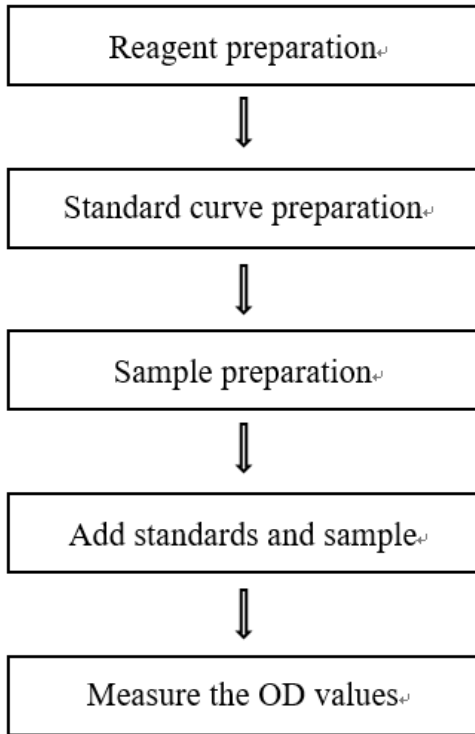 Reagent preparation
Standard curve preparation
Sample preparation
Add standards and sample
Measure the OD values